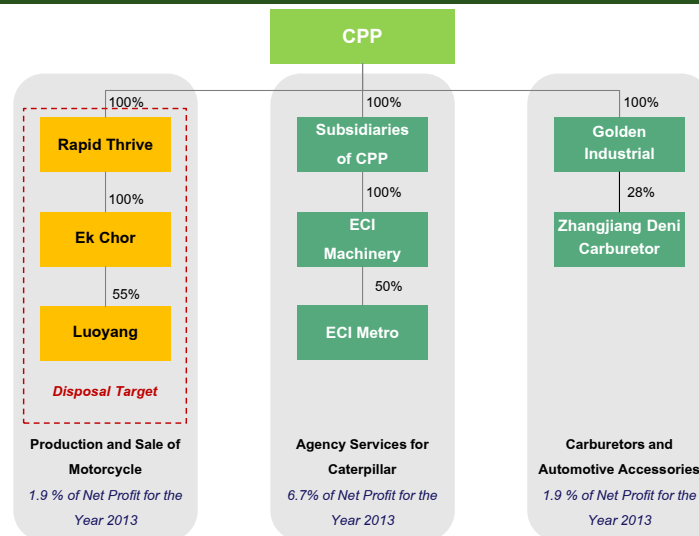 CPP
100%
Rapid Thrive
100%
Ek Chor
55%
Luoyang
Disposal Target
Production and Sale of
Motorcycle
1.9 % of Net Profit for the
Year 2013
100%
Subsidiaries
of CPP
100%
ECI
Machinery
50%
ECI Metro
Agency Services for
Caterpillar
6.7% of Net Profit for the
Year 2013
100%
Golden
Industrial
28%
Zhangjiang Deni
Carburetor
Carburetors and
Automotive Accessories
1.9 % of Net Profit for the
Year 2013